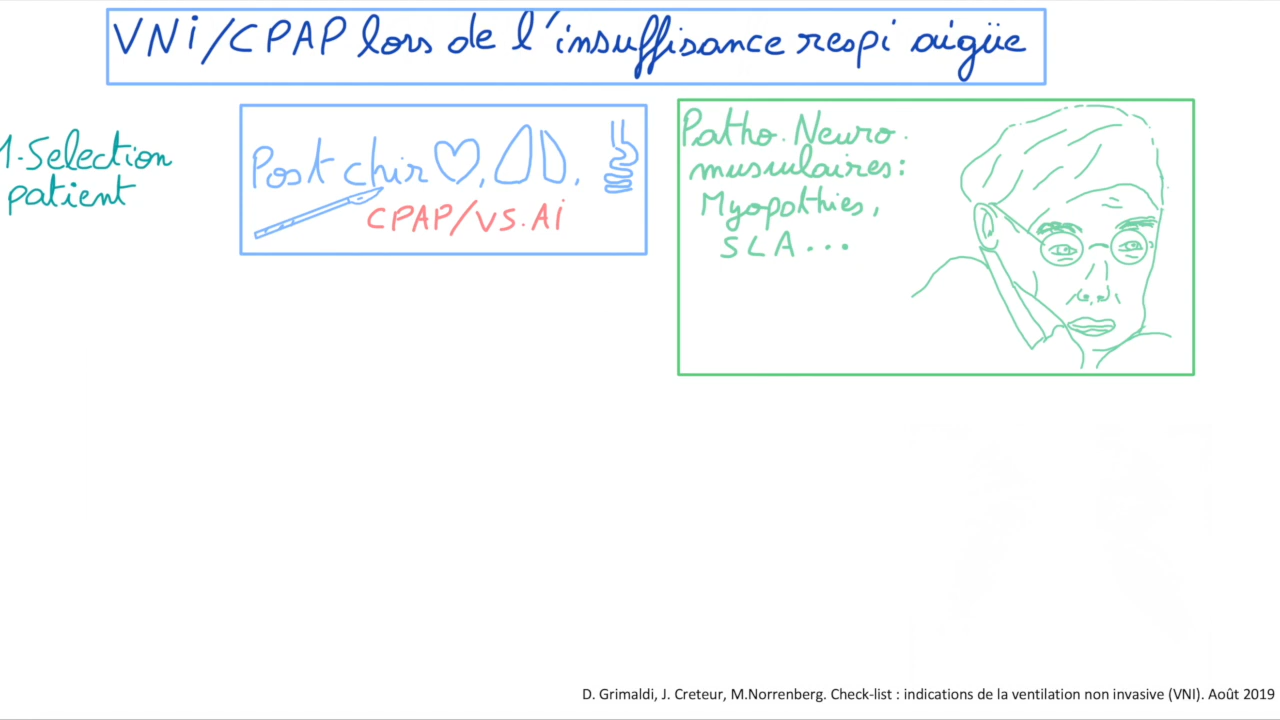 VNi/CPAP lors de l'insuffisance respi aigüe
1. Selection
patient
Post chir
CPAP/VS.Ai
Patho. Neuro.
musculaires:
Myopathies,
SLA...
D. Grimaldi, J. Creteur, M.Norrenberg. Check-list : indications de la ventilation non invasive (VNI). Août 2019